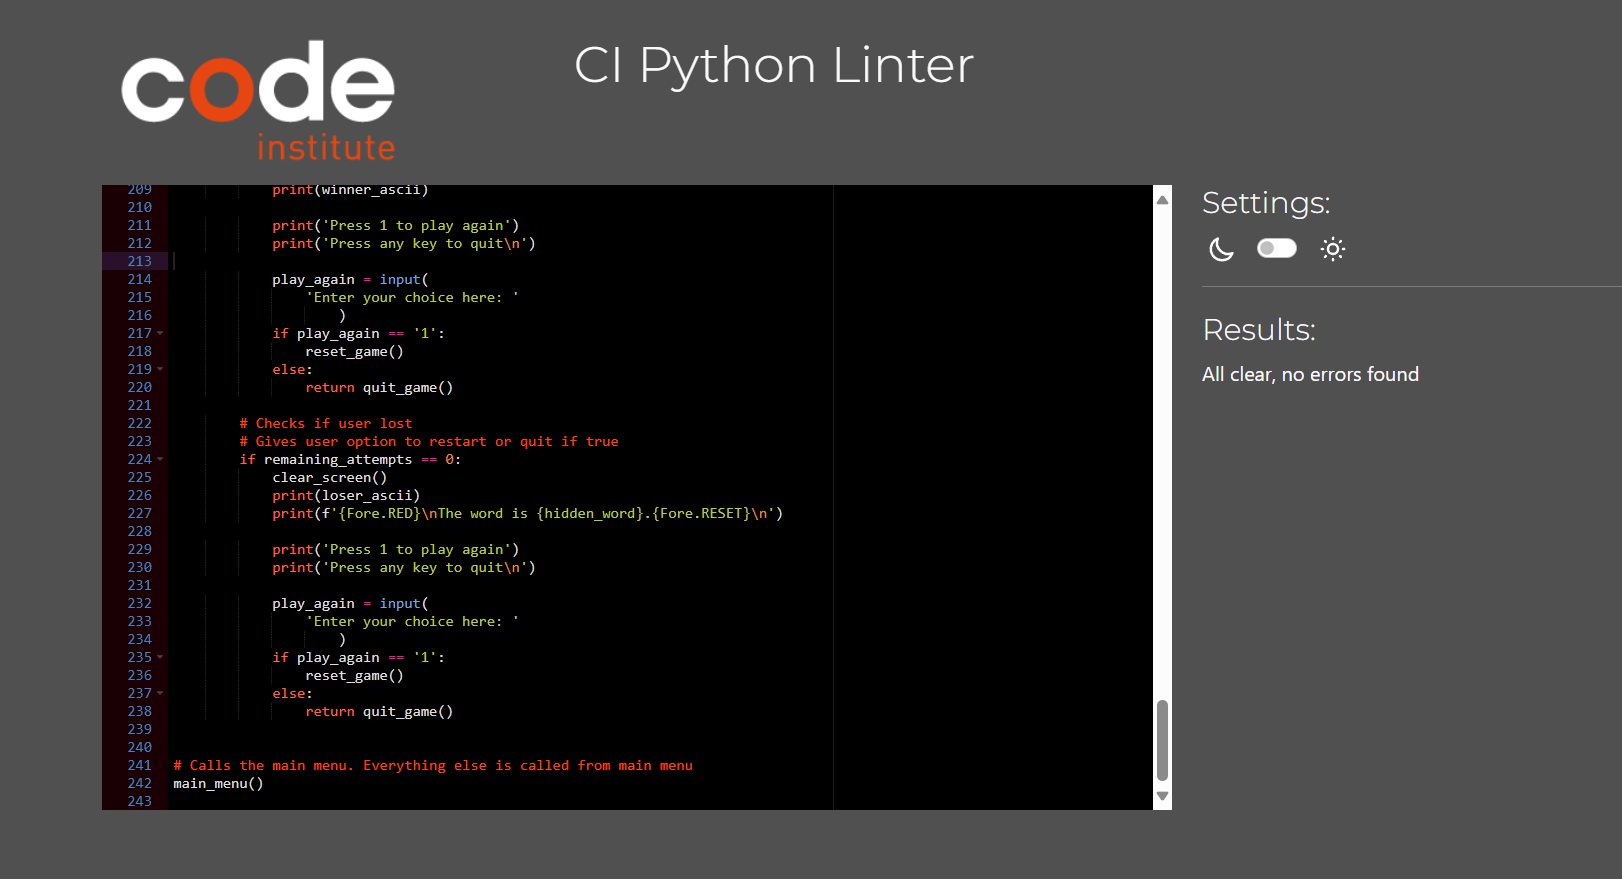 code
institute
CI Python Linter
209 print(winner_ascii)
210
211 print('Press 1 to play again')
212 print('Press any key to quit\n')
213
214 play_again = input(
215 'Enter your choice here: '
216 )
217 if play_again == '1':
218 reset_game()
219 else:
220 return quit_game()
221
222 # Checks if user lost
223 # Gives user option to restart or quit if true
224 if remaining_attempts == 0:
225 clear_screen()
226 print(loser_ascii)
227 print(f'{Fore.RED}\nThe word is {hidden_word}.{Fore.RESET}\n')
228
229 print('Press 1 to play again')
230 print('Press any key to quit\n')
231
232 play_again = input(
233 'Enter your choice here: '
234 )
235 if play_again == '1':
236 reset_game()
237 else:
238 return quit_game()
239
240
241 # Calls the main menu. Everything else is called from main menu
242 main_menu()
243
Settings:
Results:
All clear, no errors found